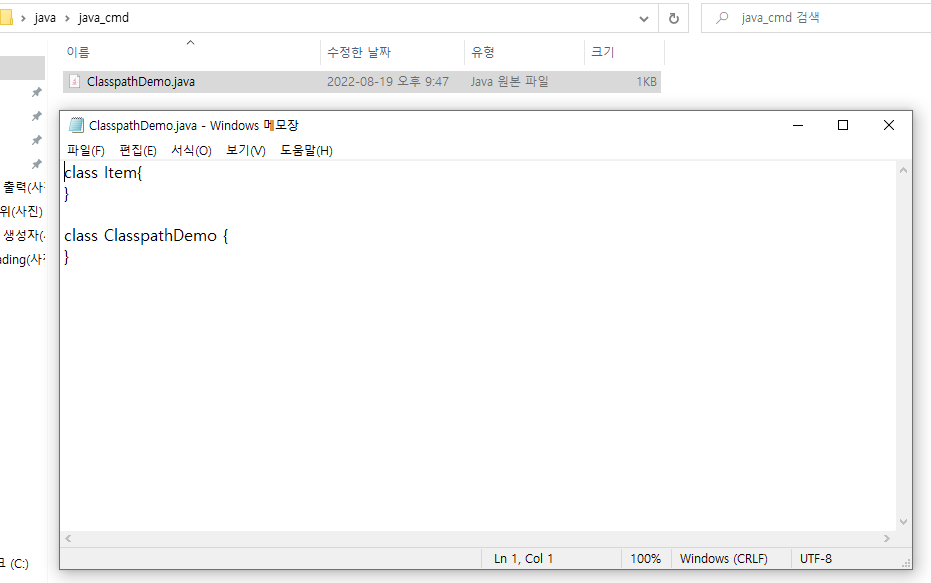 java > java_cmd
java_cmd 검색
이름 수정한 날짜 유형 크기
ClasspathDemo.java 2022-08-19 오후 9:47 Java 원본 파일 1KB
ClasspathDemo.java - Windows 메모장
파일(F) 편집(E) 서식(O) 보기(V) 도움말(H)
class Item{
}
class ClasspathDemo {
}
출력(사진
위(사진)
생성자(
ading(사진
(C:)
Ln 1, Col 1 100% Windows (CRLF) UTF-8